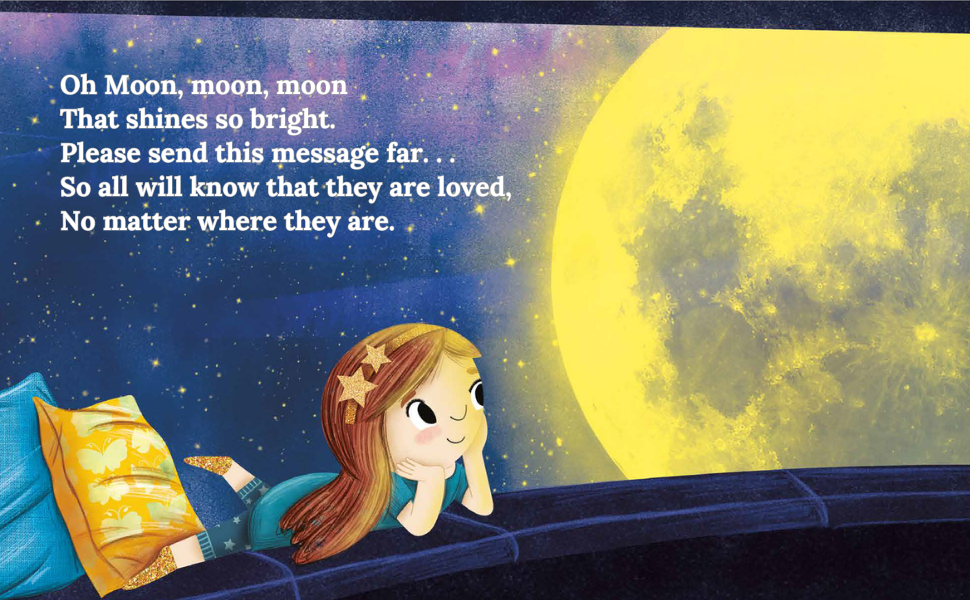 Oh Moon, moon, moon
That shines so bright.
Please send this message far. . .
So all will know that they are loved,
No matter where they are.